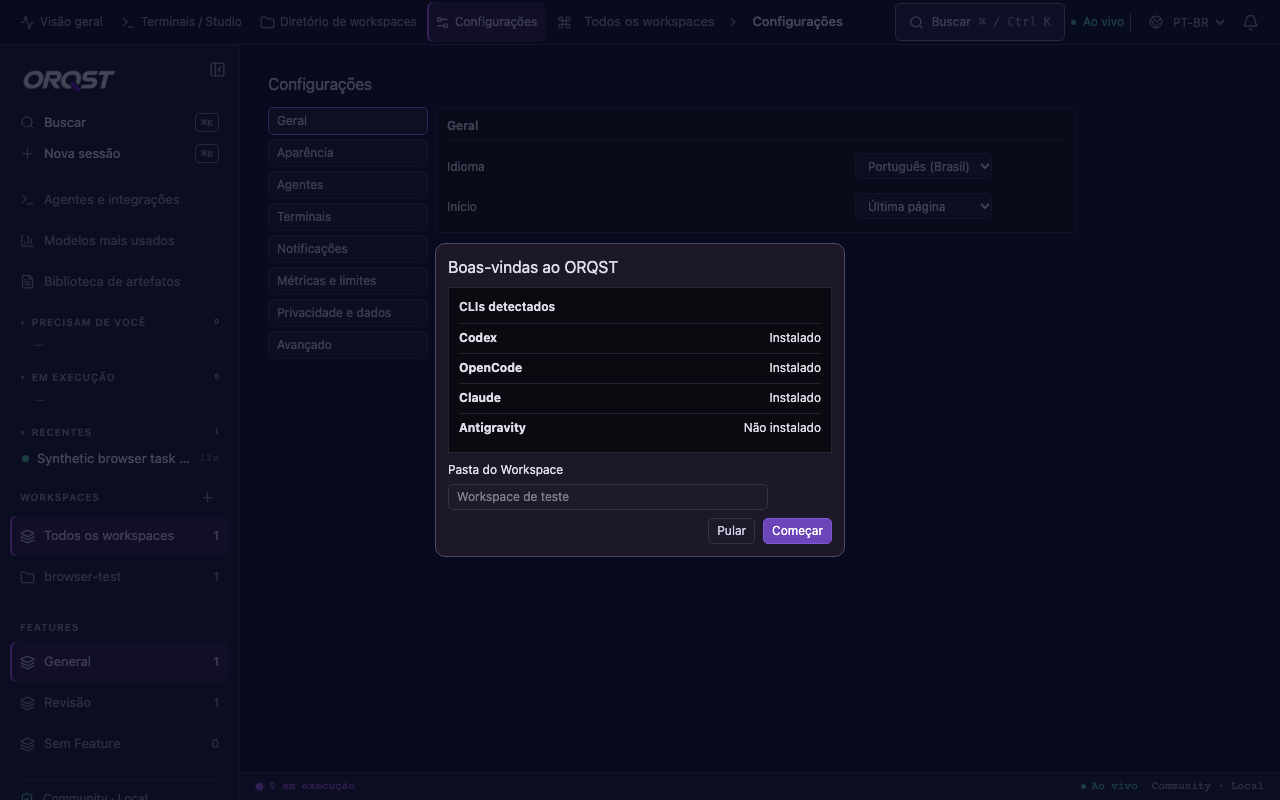 Visão geral
Terminais / Studio
Diretório de workspaces
Configurações
Todos os workspaces > Configurações
Buscar ⌘ / Ctrl K
Ao vivo
PT-BR
ORQST
Buscar ⌘K
Nova sessão ⌘N
Agentes e integrações
Modelos mais usados
Biblioteca de artefatos
PRECISAM DE VOCÊ 0
—
EM EXECUÇÃO 0
—
RECENTES 1
Synthetic browser task ... 12s
WORKSPACES +
Todos os workspaces 1
browser-test 1
FEATURES
General 1
Revisão 1
Sem Feature 0
Community · Local
Configurações
Geral
Aparência
Agentes
Terminais
Notificações
Métricas e limites
Privacidade e dados
Avançado
Geral
Idioma Português (Brasil)
Início Última página
Boas-vindas ao ORQST
CLIs detectados
Codex Instalado
OpenCode Instalado
Claude Instalado
Antigravity Não instalado
Pasta do Workspace
Workspace de teste
Pular Começar
0 em execução
Ao vivo Community · Local